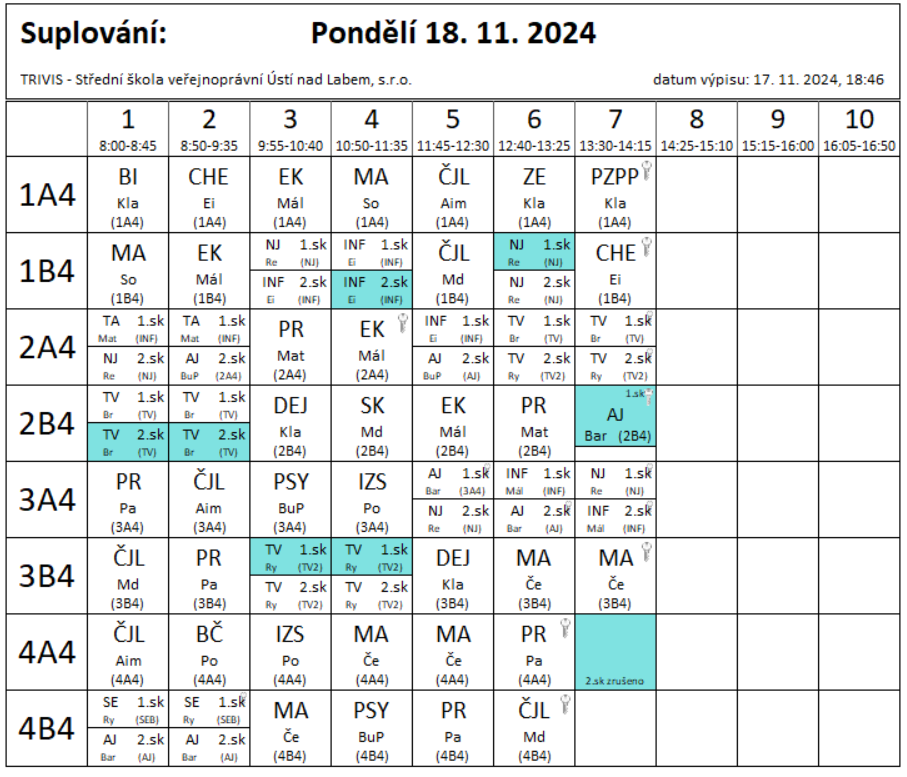 Suplování: Pondělí 18. 11. 2024
TRIVIS - Střední škola veřejnoprávní Ústí nad Labem, s.r.o. datum výpisu: 17. 11. 2024, 18:46
1 2 3 4 5 6 7 8 9 10
8:00-8:45 8:50-9:35 9:55-10:40 10:50-11:35 11:45-12:30 12:40-13:25 13:30-14:15 14:25-15:10 15:15-16:00 16:05-16:50
1A4
BI CHE EK MA ČJL ZE PZPP
Kla Ei Mál So Aim Kla Kla
(1A4) (1A4) (1A4) (1A4) (1A4) (1A4) (1A4)
1B4
MA EK NJ 1.sk INF 1.sk ČJL NJ 1.sk CHE
Re (NJ) Ei (INF) Re (NJ)
So Mál INF 2.sk INF 2.sk Md NJ 2.sk Ei
(1B4) (1B4) Ei (INF) Ei (INF) (1B4) Re (NJ) (1B4)
2A4
TA 1.sk TA 1.sk PR EK INF 1.sk TV 1.sk TV 1.sk
Mat (INF) Mat (INF) Ei (INF) Br (TV) Br (TV)
NJ 2.sk AJ 2.sk Mat Mál AJ 2.sk TV 2.sk TV 2.sk
Re (NJ) BuP (2A4) (2A4) (2A4) BuP (AJ) Ry (TV2) Ry (TV2)
2B4
TV 1.sk TV 1.sk DEJ SK EK PR 1.sk
Br (TV) Br (TV) AJ
TV 2.sk TV 2.sk Kla Md Mál Mat Bar (2B4)
Br (TV) Br (TV) (2B4) (2B4) (2B4) (2B4)
3A4
PR ČJL PSY IZS AJ 1.sk INF 1.sk NJ 1.sk
Bar (3A4) Mál (INF) Re (NJ)
Pa Aim BuP Po NJ 2.sk AJ 2.sk INF 2.sk
(3A4) (3A4) (3A4) (3A4) Re (NJ) Bar (AJ) Mál (INF)
3B4
ČJL PR TV 1.sk TV 1.sk DEJ MA MA
Ry (TV2) Ry (TV2)
Md Pa TV 2.sk TV 2.sk Kla Če Če
(3B4) (3B4) Ry (TV2) Ry (TV2) (3B4) (3B4) (3B4)
4A4
ČJL BČ IZS MA MA PR
Aim Po Po Če Če Pa
(4A4) (4A4) (4A4) (4A4) (4A4) (4A4) 2.sk zrušeno
4B4
SE 1.sk SE 1.sk MA PSY PR ČJL
Ry (SEB) Ry (SEB)
AJ 2.sk AJ 2.sk Če BuP Pa Md
Bar (AJ) Bar (AJ) (4B4) (4B4) (4B4) (4B4)